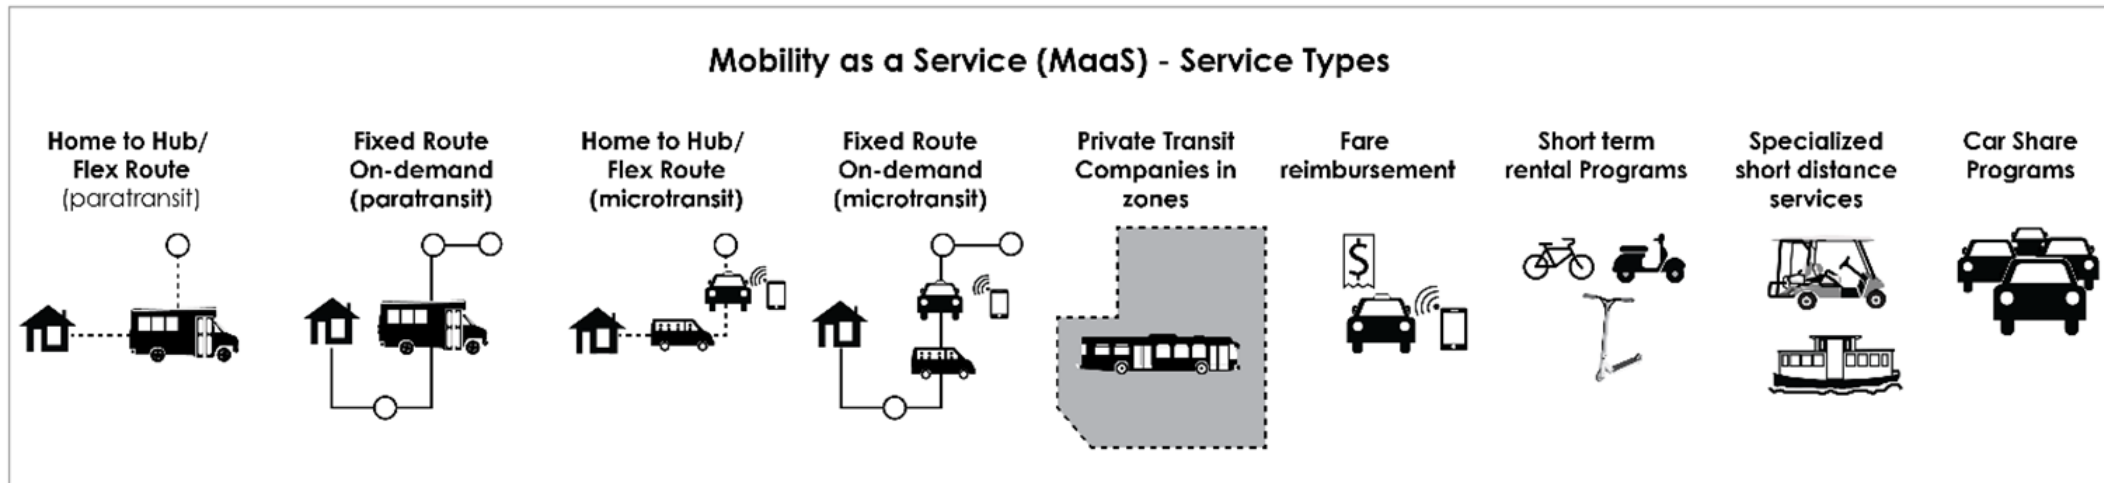 Mobility as a Service (MaaS) - Service Types
Home to Hub/
Flex Route
(paratransit)
Fixed Route
On-demand
(paratransit)
Home to Hub/
Flex Route
(microtransit)
Fixed Route
On-demand
(microtransit)
Private Transit
Companies in
zones
Fare
reimbursement
$
Short term
rental Programs
Specialized
short distance
services
Car Share
Programs